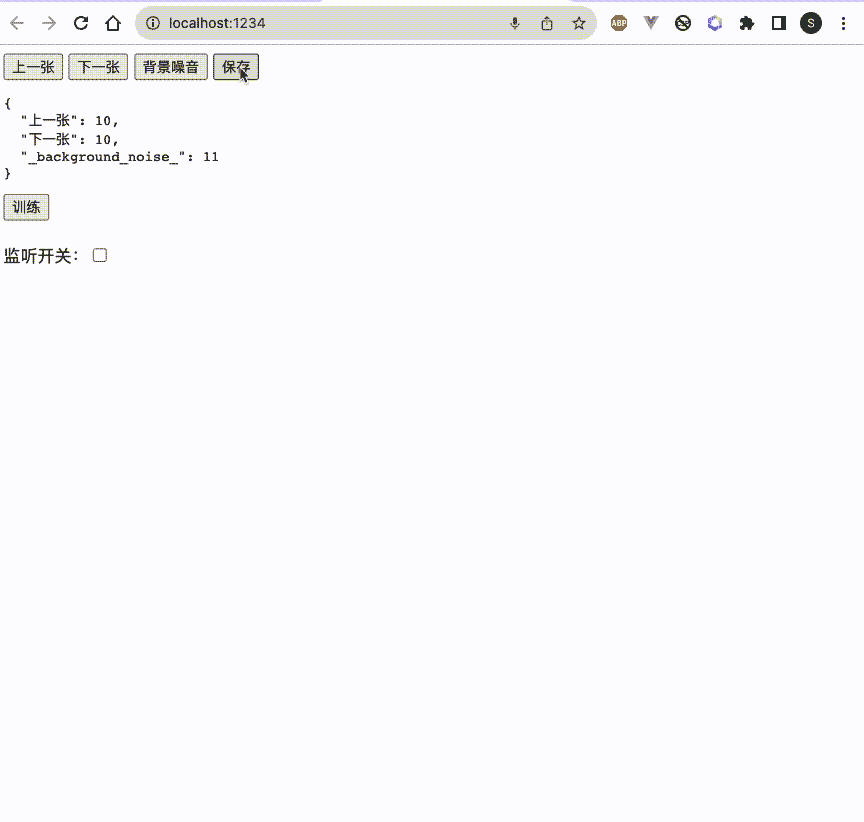 localhost:1234
ABP
S
上一张 下一张 背景噪音 保存
{
  "上一张": 10,
  "下一张": 10,
  "_background_noise_": 11
}
训练
监听开关：